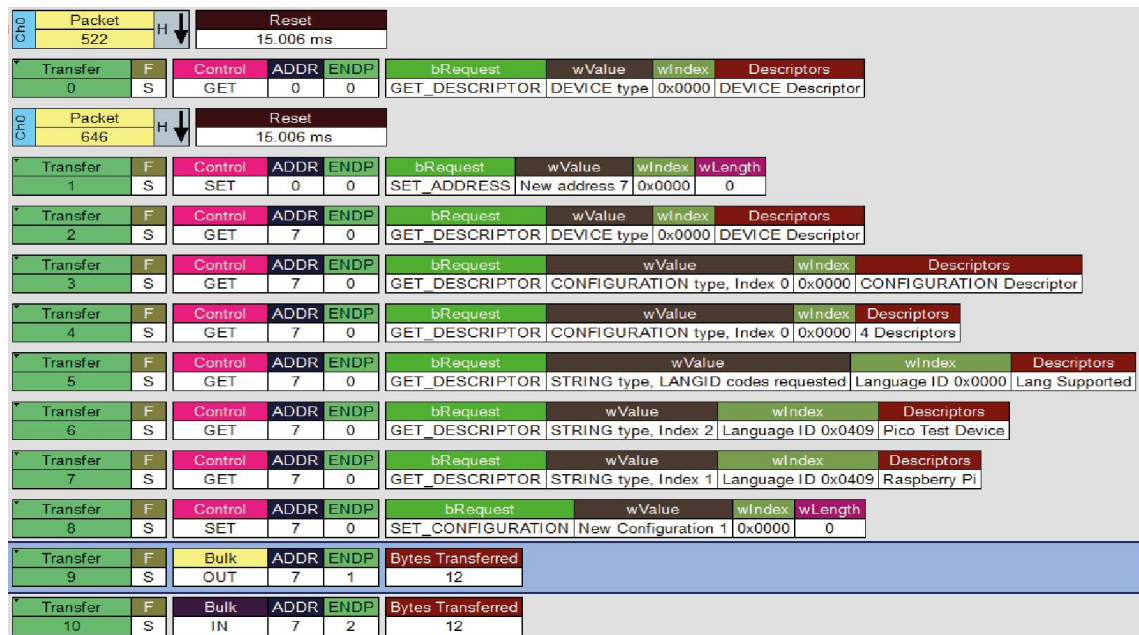 Ch0 Packet H Reset
522 15.006 ms
Transfer F Control ADDR ENDP bRequest wValue wIndex Descriptors
0 S GET 0 0 GET_DESCRIPTOR DEVICE type 0x0000 DEVICE Descriptor
Ch0 Packet H Reset
646 15.006 ms
Transfer F Control ADDR ENDP bRequest wValue wIndex wLength
1 S SET 0 0 SET_ADDRESS New address 7 0x0000 0
Transfer F Control ADDR ENDP bRequest wValue wIndex Descriptors
2 S GET 7 0 GET_DESCRIPTOR DEVICE type 0x0000 DEVICE Descriptor
Transfer F Control ADDR ENDP bRequest wValue wIndex Descriptors
3 S GET 7 0 GET_DESCRIPTOR CONFIGURATION type, Index 0 0x0000 CONFIGURATION Descriptor
Transfer F Control ADDR ENDP bRequest wValue wIndex Descriptors
4 S GET 7 0 GET_DESCRIPTOR CONFIGURATION type, Index 0 0x0000 4 Descriptors
Transfer F Control ADDR ENDP bRequest wValue wIndex Descriptors
5 S GET 7 0 GET_DESCRIPTOR STRING type, LANGID codes requested Language ID 0x0000 Lang Supported
Transfer F Control ADDR ENDP bRequest wValue wIndex Descriptors
6 S GET 7 0 GET_DESCRIPTOR STRING type, Index 2 Language ID 0x0409 Pico Test Device
Transfer F Control ADDR ENDP bRequest wValue wIndex Descriptors
7 S GET 7 0 GET_DESCRIPTOR STRING type, Index 1 Language ID 0x0409 Raspberry Pi
Transfer F Control ADDR ENDP bRequest wValue wIndex wLength
8 S SET 7 0 SET_CONFIGURATION New Configuration 1 0x0000 0
Transfer F Bulk ADDR ENDP Bytes Transferred
9 S OUT 7 1 12
Transfer F Bulk ADDR ENDP Bytes Transferred
10 S IN 7 2 12